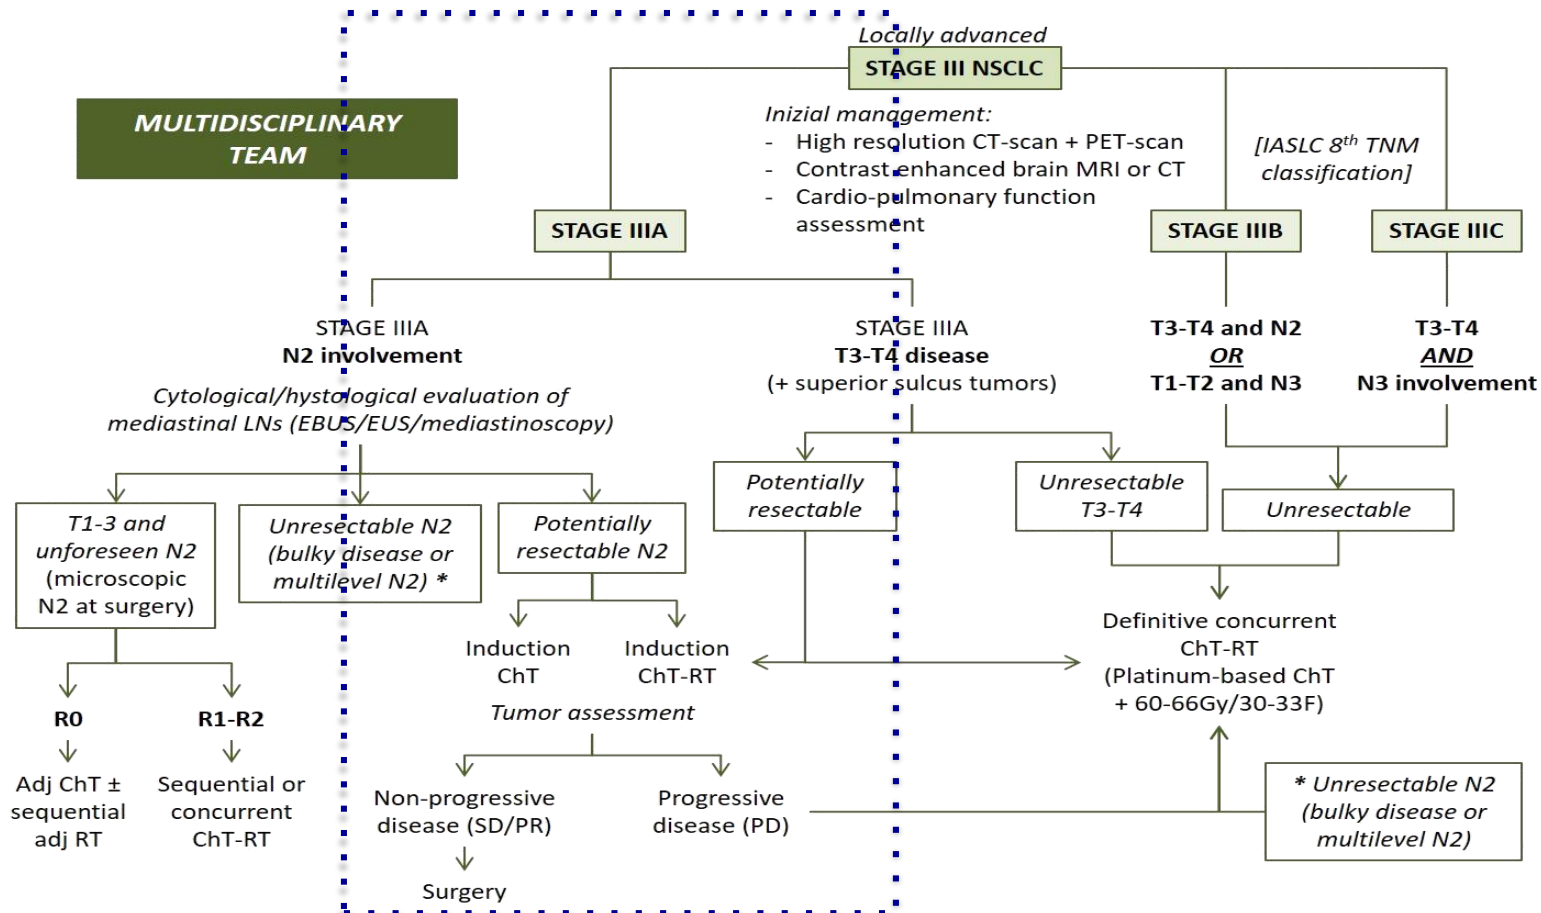 Locally advanced
STAGE III NSCLC
MULTIDISCIPLINARY
TEAM
Inizial management:
- High resolution CT-scan + PET-scan
- Contrast enhanced brain MRI or CT
- Cardio-pulmonary function
assessment
[IASLC 8th TNM
classification]
STAGE IIIA
STAGE IIIB
STAGE IIIC
STAGE IIIA
N2 involvement
STAGE IIIA
T3-T4 disease
(+ superior sulcus tumors)
T3-T4 and N2
OR
T1-T2 and N3
T3-T4
AND
N3 involvement
Cytological/hystological evaluation of
mediastinal LNs (EBUS/EUS/mediastinoscopy)
T1-3 and
unforeseen N2
(microscopic
N2 at surgery)
Unresectable N2
(bulky disease or
multilevel N2) *
Potentially
resectable N2
Potentially
resectable
Unresectable
T3-T4
Unresectable
Induction
ChT
Induction
ChT-RT
Definitive concurrent
ChT-RT
(Platinum-based ChT
+ 60-66Gy/30-33F)
R0
R1-R2
Tumor assessment
Adj ChT ±
sequential
adj RT
Sequential or
concurrent
ChT-RT
Non-progressive
disease (SD/PR)
Progressive
disease (PD)
* Unresectable N2
(bulky disease or
multilevel N2)
Surgery